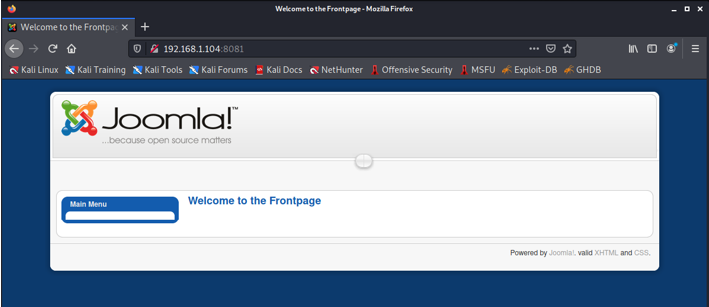 Welcome to the Frontpage - Mozilla Firefox
Welcome to the Frontpag
192.168.1.104:8081
Kali Linux Kali Training Kali Tools Kali Forums Kali Docs NetHunter Offensive Security MSFU Exploit-DB GHDB
Joomla!™
...because open source matters
Main Menu
Welcome to the Frontpage
Powered by Joomla!. valid XHTML and CSS.